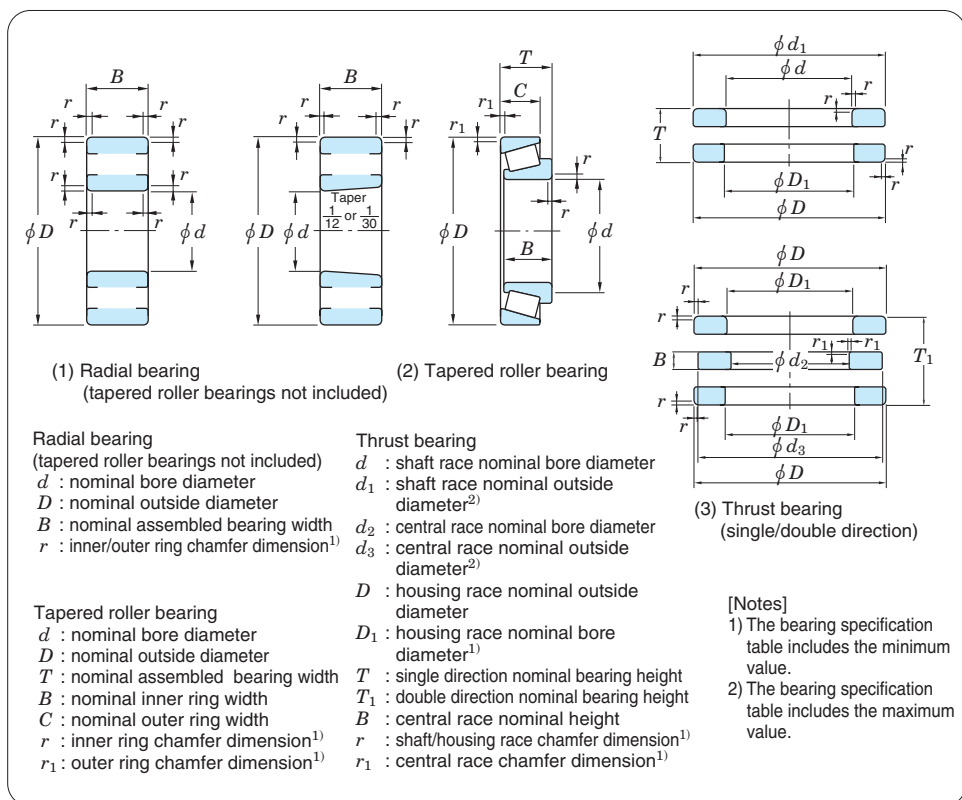 B
r r
r
r
r r
φD φd
B
r r
r r
Taper
1/12 or 1/30
φD φd
T
C
r1
r1
r
r
φD φd
B
φd1
φd
r r
T
r
r
φD1
φD
φD
φD1
r
r
r1 r1
B φd2 T1
r
r
φD1
φd3
φD
(1) Radial bearing
(tapered roller bearings not included)
(2) Tapered roller bearing
(3) Thrust bearing
(single/double direction)
Radial bearing
(tapered roller bearings not included)
d : nominal bore diameter
D : nominal outside diameter
B : nominal assembled bearing width
r : inner/outer ring chamfer dimension1)
Tapered roller bearing
d : nominal bore diameter
D : nominal outside diameter
T : nominal assembled bearing width
B : nominal inner ring width
C : nominal outer ring width
r : inner ring chamfer dimension1)
r1 : outer ring chamfer dimension1)
Thrust bearing
d : shaft race nominal bore diameter
d1 : shaft race nominal outside
diameter2)
d2 : central race nominal bore diameter
d3 : central race nominal outside
diameter2)
D : housing race nominal outside
diameter
D1 : housing race nominal bore
diameter1)
T : single direction nominal bearing height
T1 : double direction nominal bearing height
B : central race nominal height
r : shaft/housing race chamfer dimension1)
r1 : central race chamfer dimension1)
[Notes]
1) The bearing specification
table includes the minimum
value.
2) The bearing specification
table includes the maximum
value.